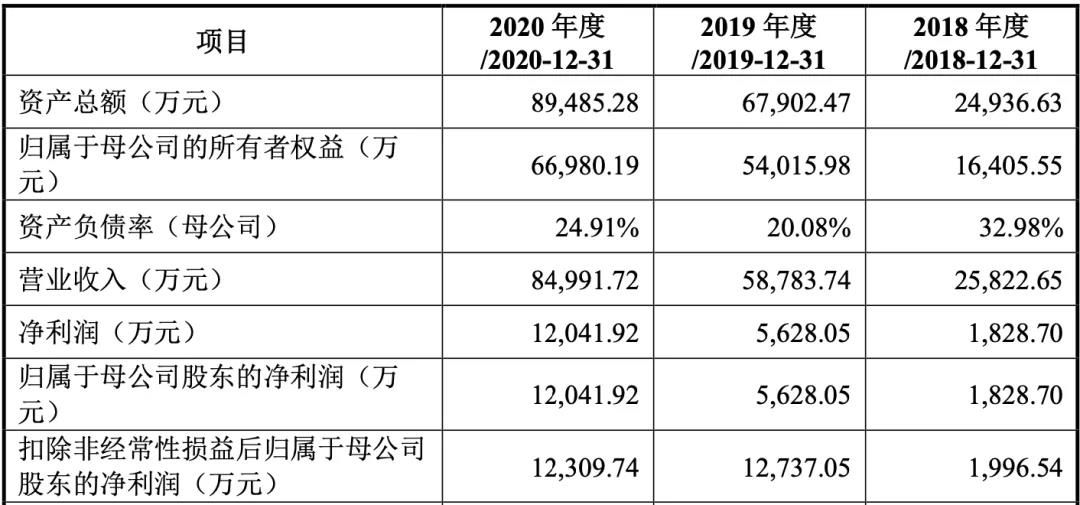 项目 2020 年度 2019 年度 2018 年度
/2020-12-31 /2019-12-31 /2018-12-31
资产总额（万元） 89,485.28 67,902.47 24,936.63
归属于母公司的所有者权益（万
元） 66,980.19 54,015.98 16,405.55
资产负债率（母公司） 24.91% 20.08% 32.98%
营业收入（万元） 84,991.72 58,783.74 25,822.65
净利润（万元） 12,041.92 5,628.05 1,828.70
归属于母公司股东的净利润（万
元） 12,041.92 5,628.05 1,828.70
扣除非经常性损益后归属于母公司
股东的净利润（万元） 12,309.74 12,737.05 1,996.54